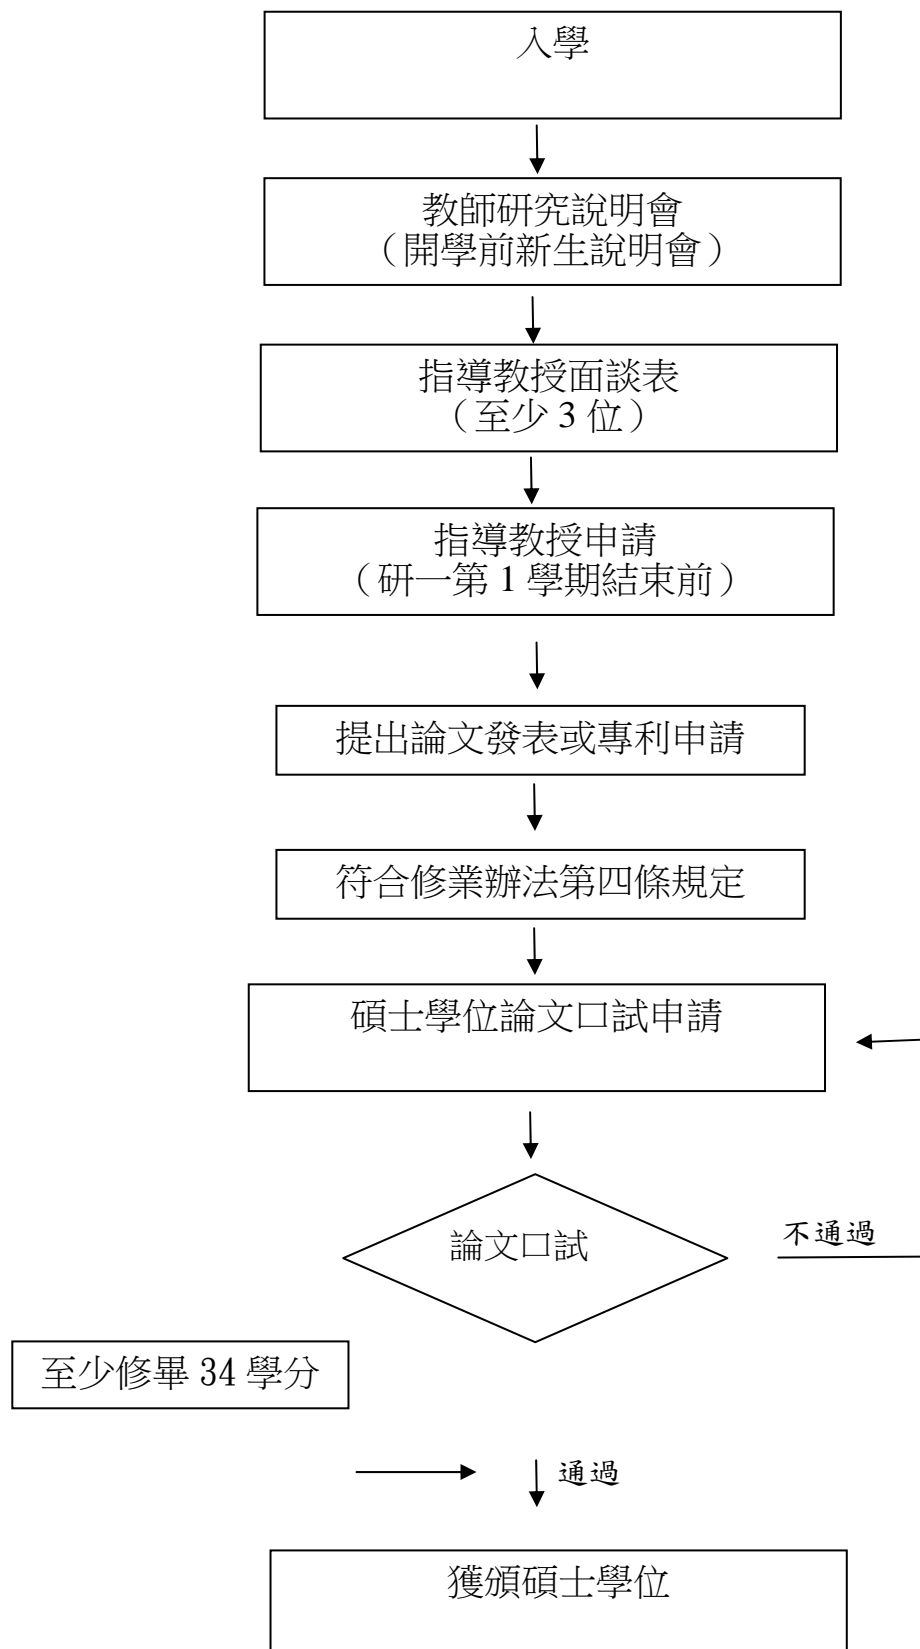 入學
教師研究說明會
（開學前新生說明會）
指導教授面談表
（至少 3 位）
指導教授申請
（研一第 1 學期結束前）
提出論文發表或專利申請
符合修業辦法第四條規定
碩士學位論文口試申請
論文口試
不通過
至少修畢 34 學分
通過
獲頒碩士學位